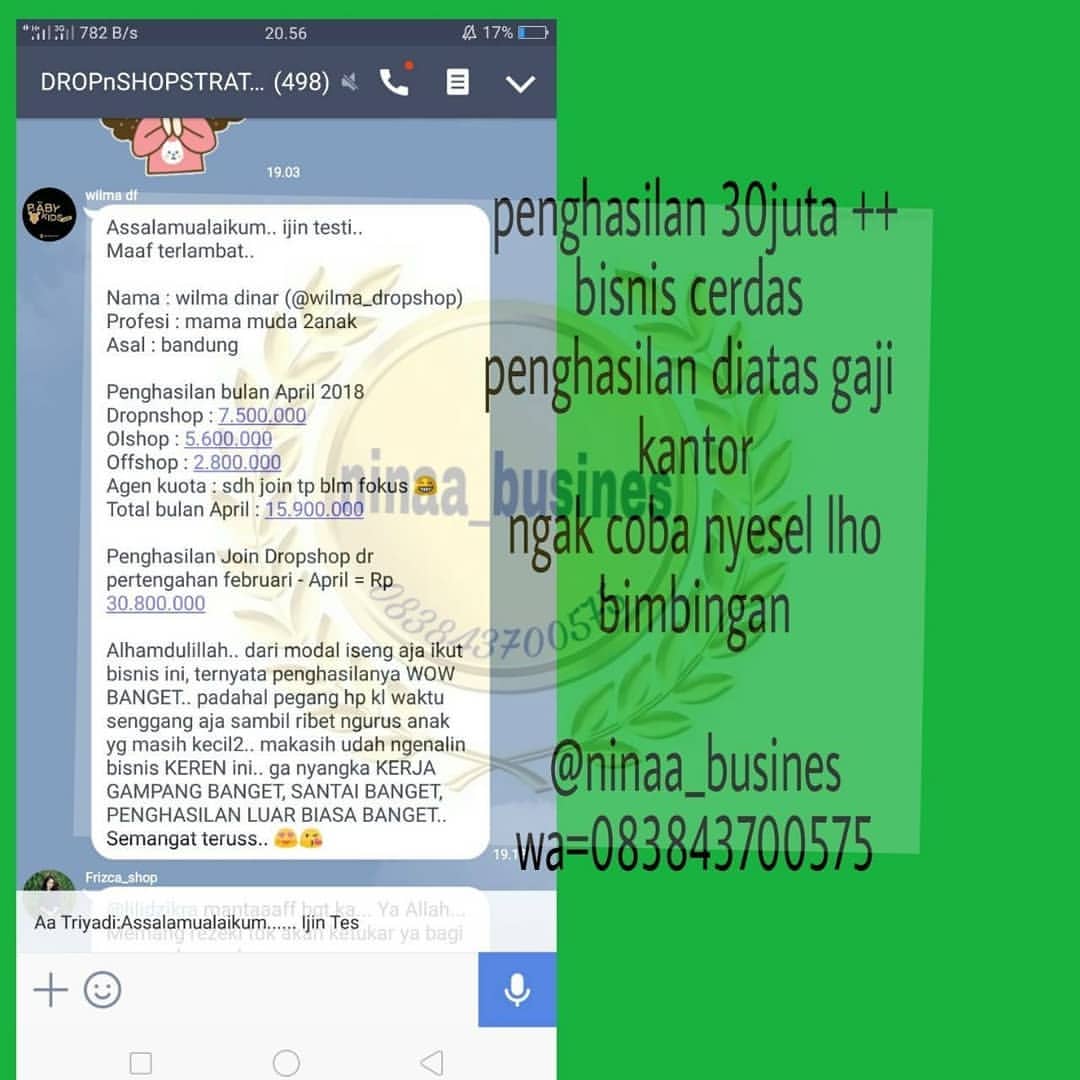 782 B/s
20.56
17%
DROPnSHOPSTRAT... (498)
19.03
wilma df
BABY
KIDS
Assalamualaikum.. ijin testi..
Maaf terlambat..
Nama : wilma dinar (@wilma_dropshop)
Profesi : mama muda 2anak
Asal : bandung
Penghasilan bulan April 2018
Dropnshop : 7.500.000
Olshop : 5.600.000
Offshop : 2.800.000
Agen kuota : sdh join tp blm fokus 😂
Total bulan April : 15.900.000
Penghasilan Join Dropshop dr
pertengahan februari - April = Rp
30.800.000
Alhamdulillah.. dari modal iseng aja ikut
bisnis ini, ternyata penghasilanya WOW
BANGET.. padahal pegang hp kl waktu
senggang aja sambil ribet ngurus anak
yg masih kecil2.. makasih udah ngenalin
bisnis KEREN ini.. ga nyangka KERJA
GAMPANG BANGET, SANTAI BANGET,
PENGHASILAN LUAR BIASA BANGET..
Semangat teruss.. 😍😘
Frizca_shop
@lilidzikra mantaaaff bgt ka... Ya Allah...
Memang rezeki tdk akan ketukar ya bagi
Aa Triyadi:Assalamualaikum...... Ijin Tes
ninaa_busines
083843700575
penghasilan 30juta ++
bisnis cerdas
penghasilan diatas gaji
kantor
ngak coba nyesel lho
bimbingan
@ninaa_busines
wa=083843700575